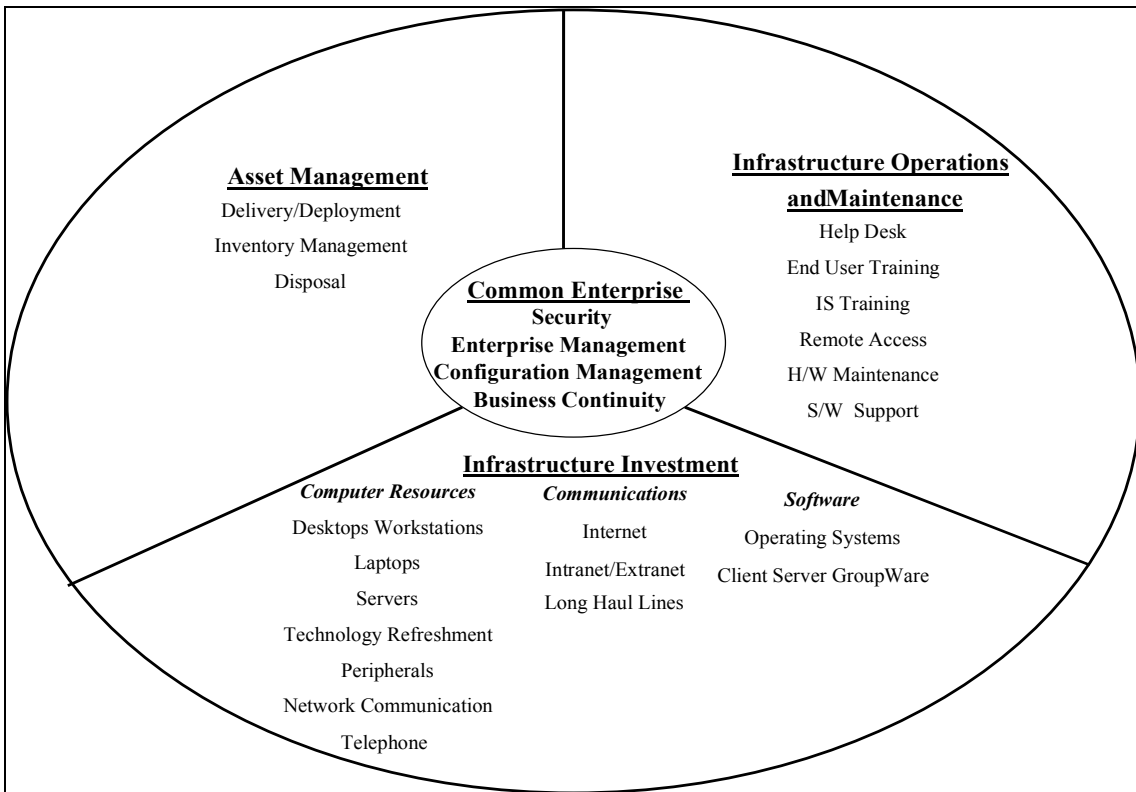 Asset Management
Delivery/Deployment
Inventory Management
Disposal
Infrastructure Operations
andMaintenance
Help Desk
End User Training
IS Training
Remote Access
H/W Maintenance
S/W Support
Common Enterprise
Security
Enterprise Management
Configuration Management
Business Continuity
Infrastructure Investment
Computer Resources
Desktops Workstations
Laptops
Servers
Technology Refreshment
Peripherals
Network Communication
Telephone
Communications
Internet
Intranet/Extranet
Long Haul Lines
Software
Operating Systems
Client Server GroupWare